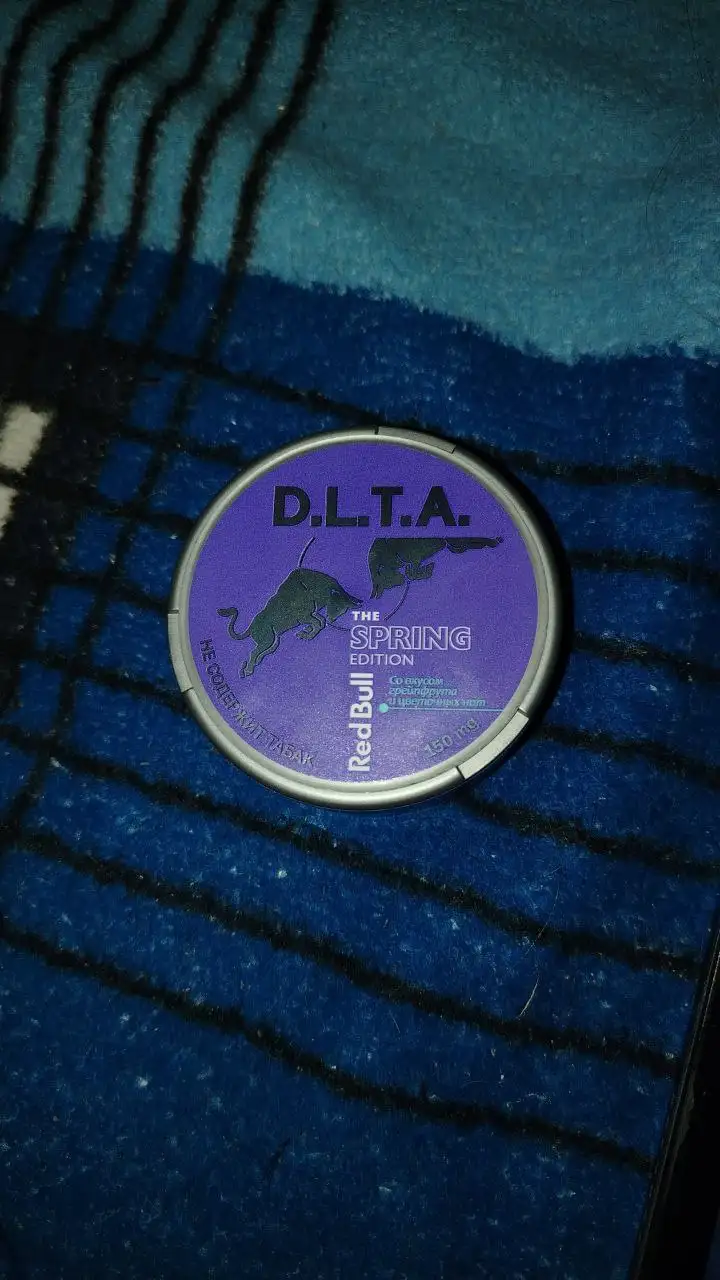 D.L.T.A.
THE
SPRING
EDITION
Red Bull
Со вкусом
грейпфрута
и цветочных нот
150 mg
НЕ СОДЕРЖИТ ТАБАК